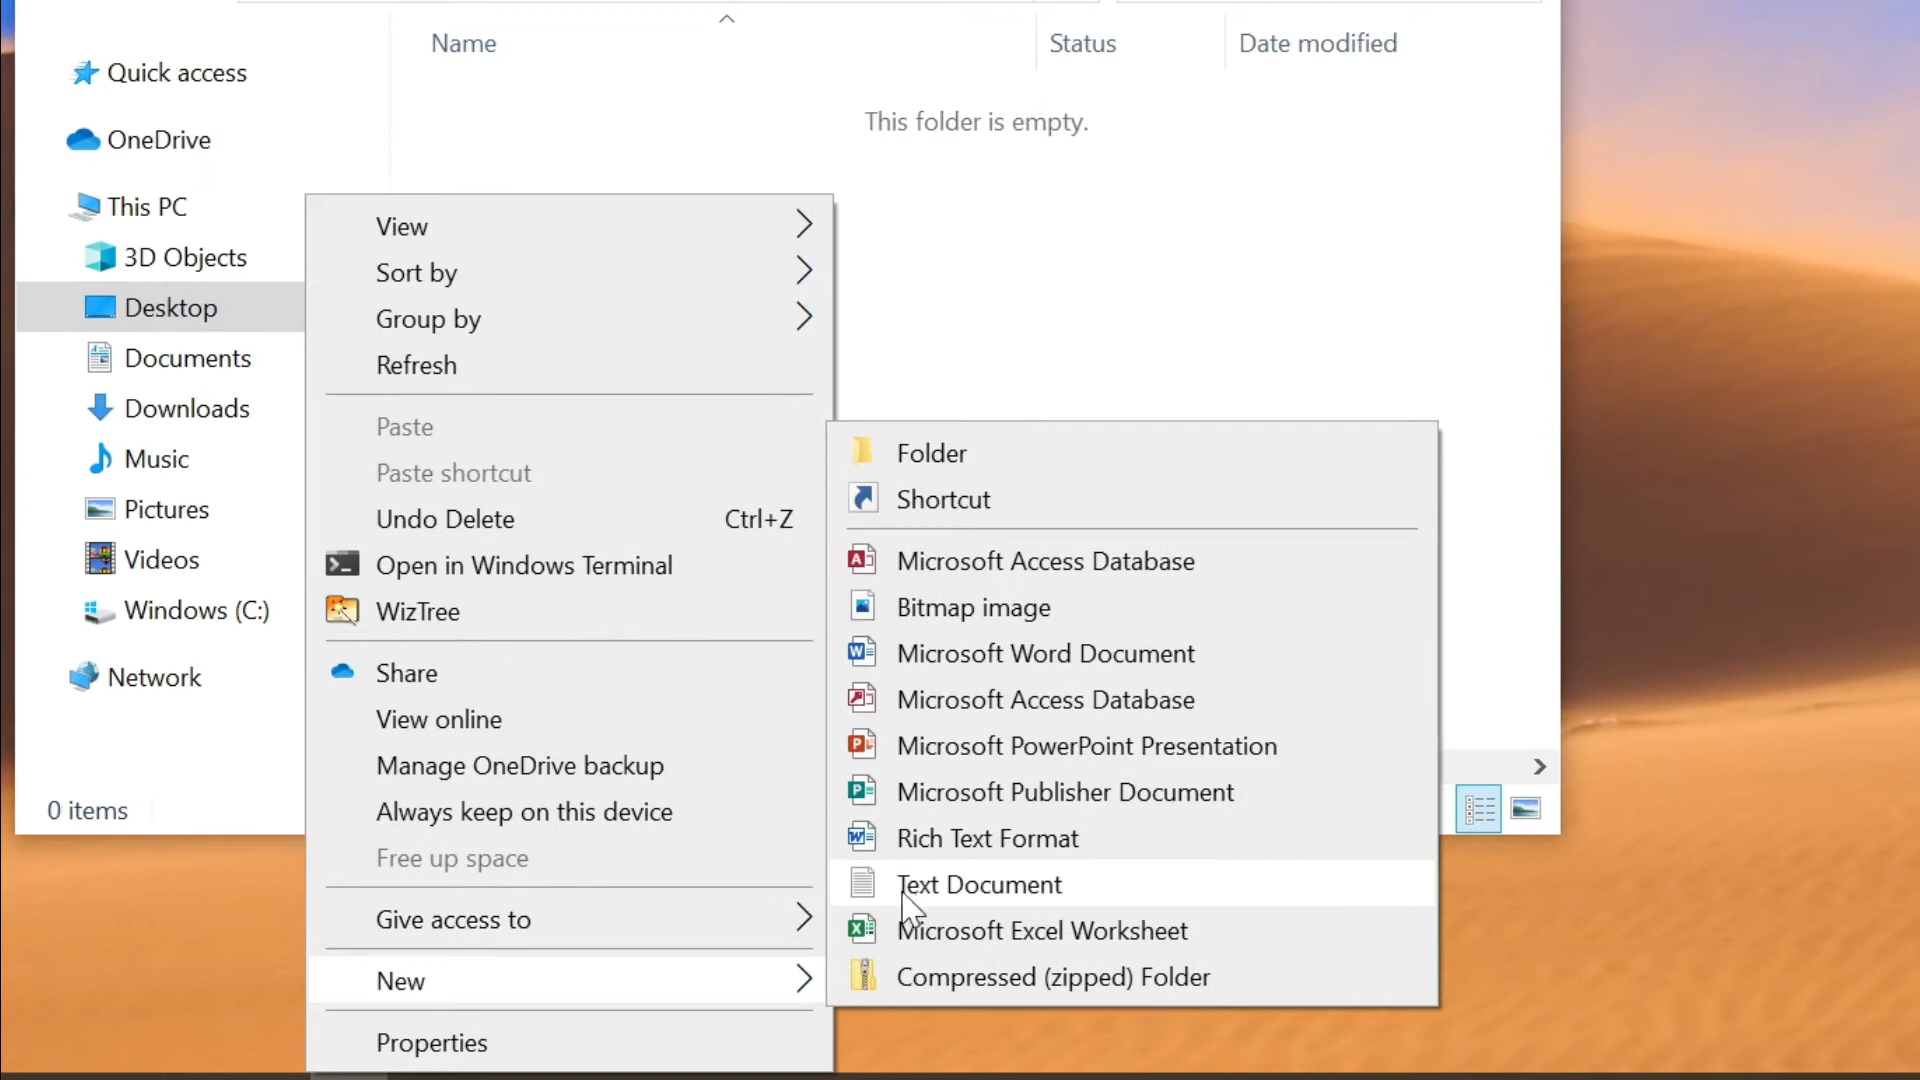 Name
Status
Date modified
This folder is empty.
Quick access
OneDrive
This PC
3D Objects
Desktop
Documents
Downloads
Music
Pictures
Videos
Windows (C:)
Network
0 items
View
Sort by
Group by
Refresh
Paste
Paste shortcut
Undo Delete Ctrl+Z
Open in Windows Terminal
WizTree
Share
View online
Manage OneDrive backup
Always keep on this device
Free up space
Give access to
New
Properties
Folder
Shortcut
Microsoft Access Database
Bitmap image
Microsoft Word Document
Microsoft Access Database
Microsoft PowerPoint Presentation
Microsoft Publisher Document
Rich Text Format
Text Document
Microsoft Excel Worksheet
Compressed (zipped) Folder